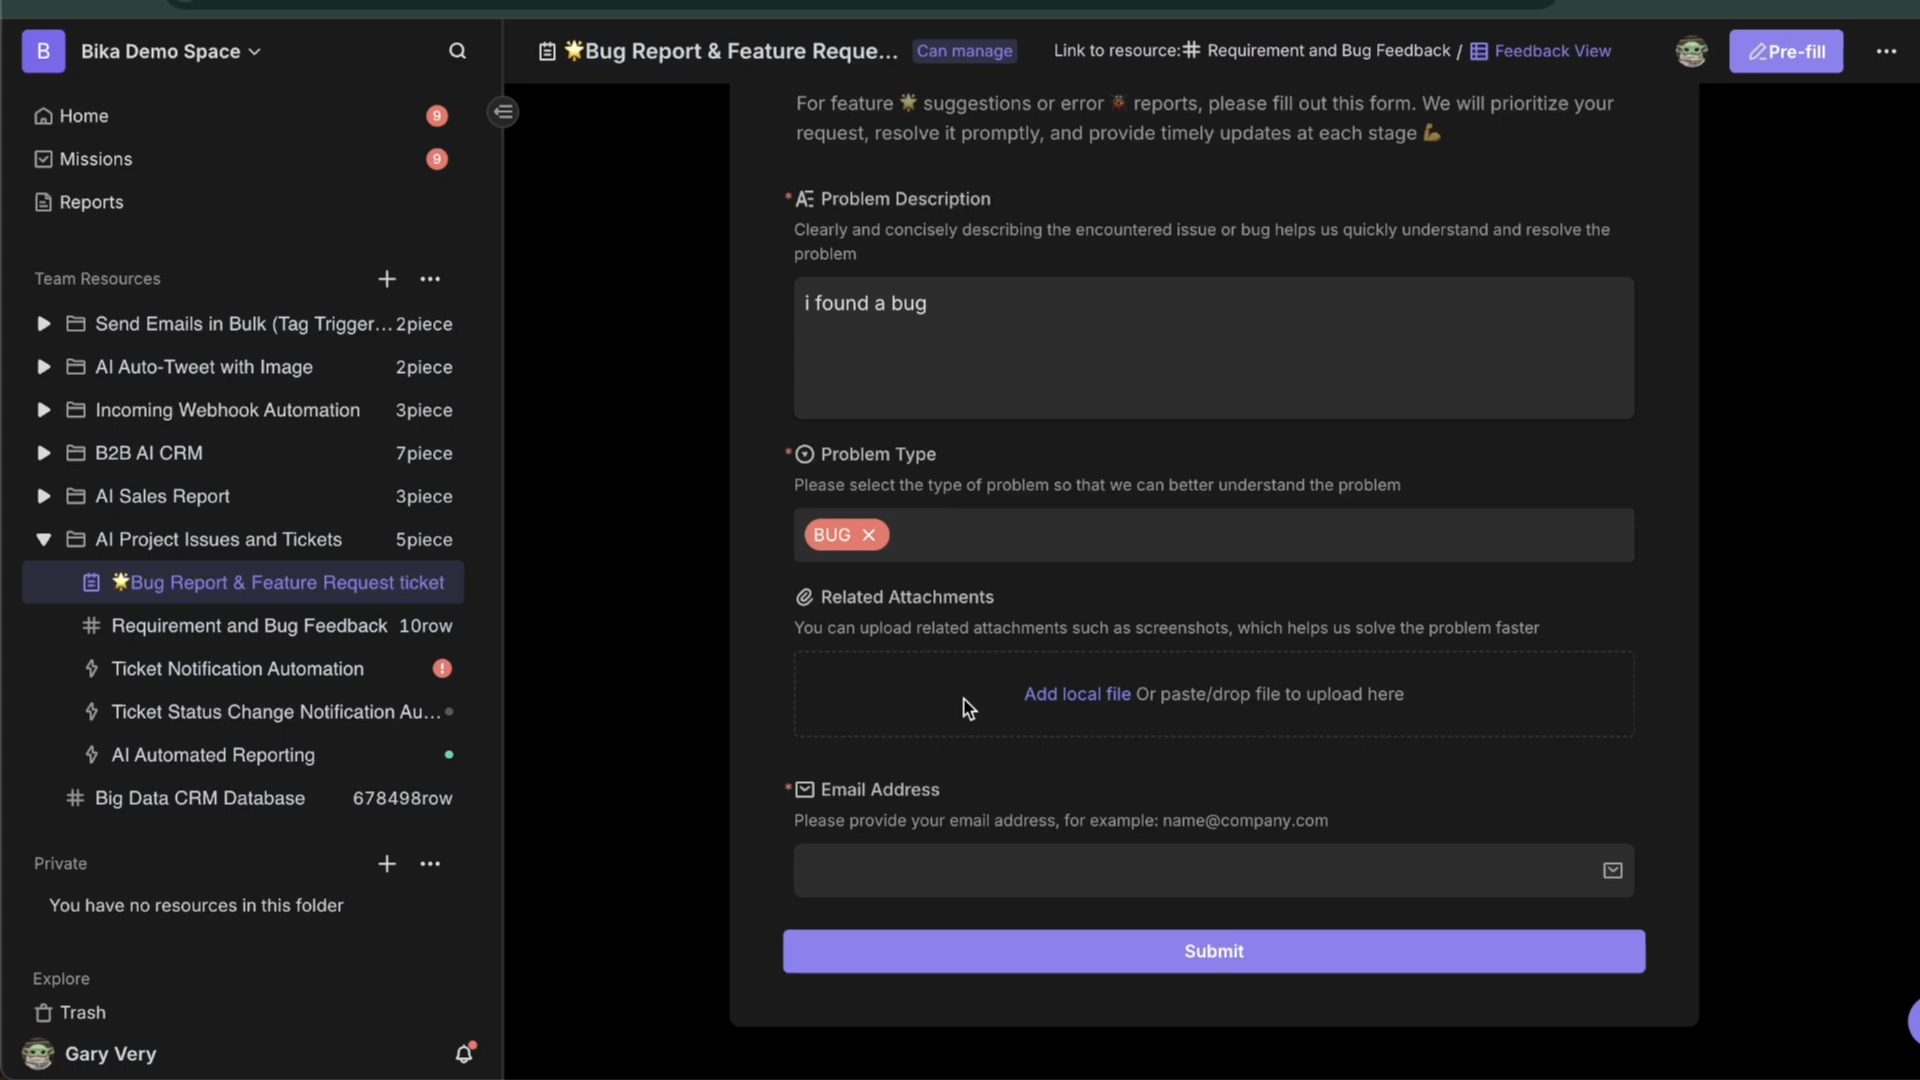 B
Bika Demo Space
Home
9
Missions
9
Reports
Team Resources
Send Emails in Bulk (Tag Trigger... 2piece
AI Auto-Tweet with Image 2piece
Incoming Webhook Automation 3piece
B2B AI CRM 7piece
AI Sales Report 3piece
AI Project Issues and Tickets 5piece
🌟Bug Report & Feature Request ticket
Requirement and Bug Feedback 10row
Ticket Notification Automation !
Ticket Status Change Notification Au...
AI Automated Reporting
Big Data CRM Database 678498row
Private
You have no resources in this folder
Explore
Trash
Gary Very
🌟Bug Report & Feature Reque... Can manage Link to resource: Requirement and Bug Feedback / Feedback View Pre-fill
For feature 🌟 suggestions or error 🐞 reports, please fill out this form. We will prioritize your
request, resolve it promptly, and provide timely updates at each stage 💪
* Problem Description
Clearly and concisely describing the encountered issue or bug helps us quickly understand and resolve the
problem
i found a bug
* Problem Type
Please select the type of problem so that we can better understand the problem
BUG
Related Attachments
You can upload related attachments such as screenshots, which helps us solve the problem faster
Add local file Or paste/drop file to upload here
* Email Address
Please provide your email address, for example: name@company.com
Submit